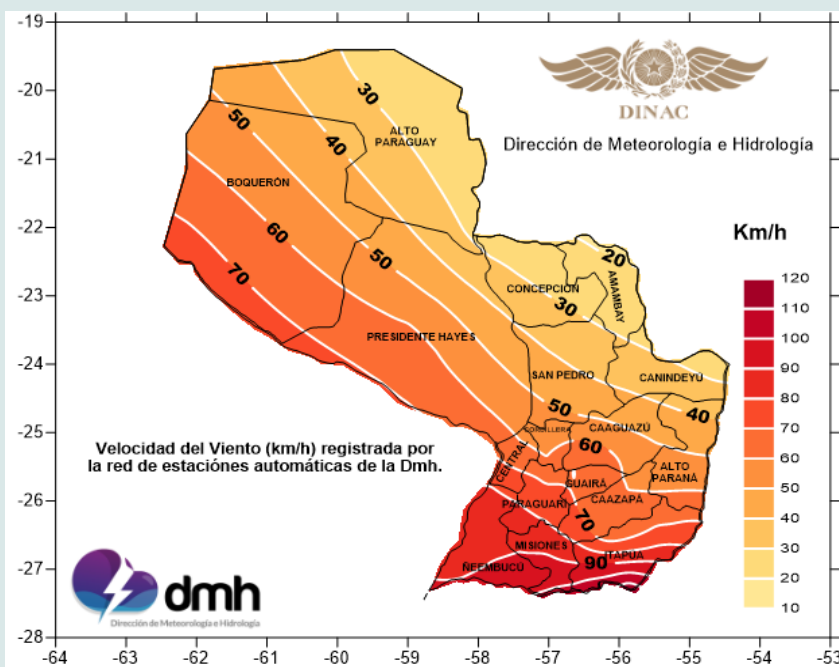 -19
-20
-21
-22
-23
-24
-25
-26
-27
-28
-64
-63
-62
-61
-60
-59
-58
-57
-56
-55
-54
-53
DINAC
Dirección de Meteorología e Hidrología
Km/h
120
110
100
90
80
70
60
50
40
30
20
10
30
ALTO
PARAGUAY
50
40
BOQUERÓN
60
50
70
PRESIDENTE HAYES
20
CONCEPCIÓN
AMAMBAY
30
SAN PEDRO
CANINDEYÚ
50
40
CORDILLERA
CAAGUAZÚ
60
CENTRAL
ALTO
PARANÁ
GUAIRÁ
CAAZAPÁ
PARAGUARÍ
70
MISIONES
ITAPUA
ÑEEMBUCÚ
90
Velocidad del Viento (km/h) registrada por
la red de estaciónes automáticas de la Dmh.
dmh
Dirección de Meteorología e Hidrología